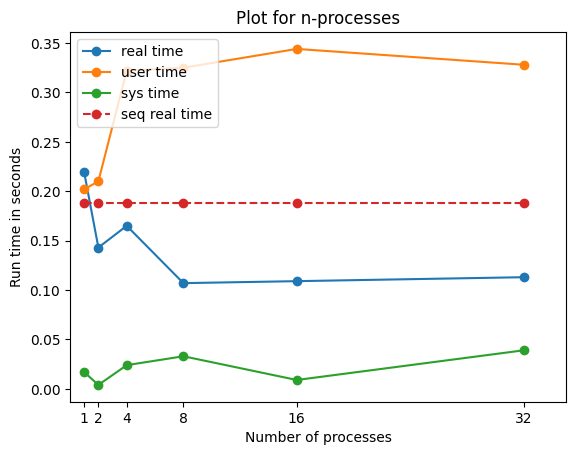 Plot for n-processes
real time
user time
sys time
seq real time
Run time in seconds
0.35
0.30
0.25
0.20
0.15
0.10
0.05
0.00
1 2 4 8 16 32
Number of processes